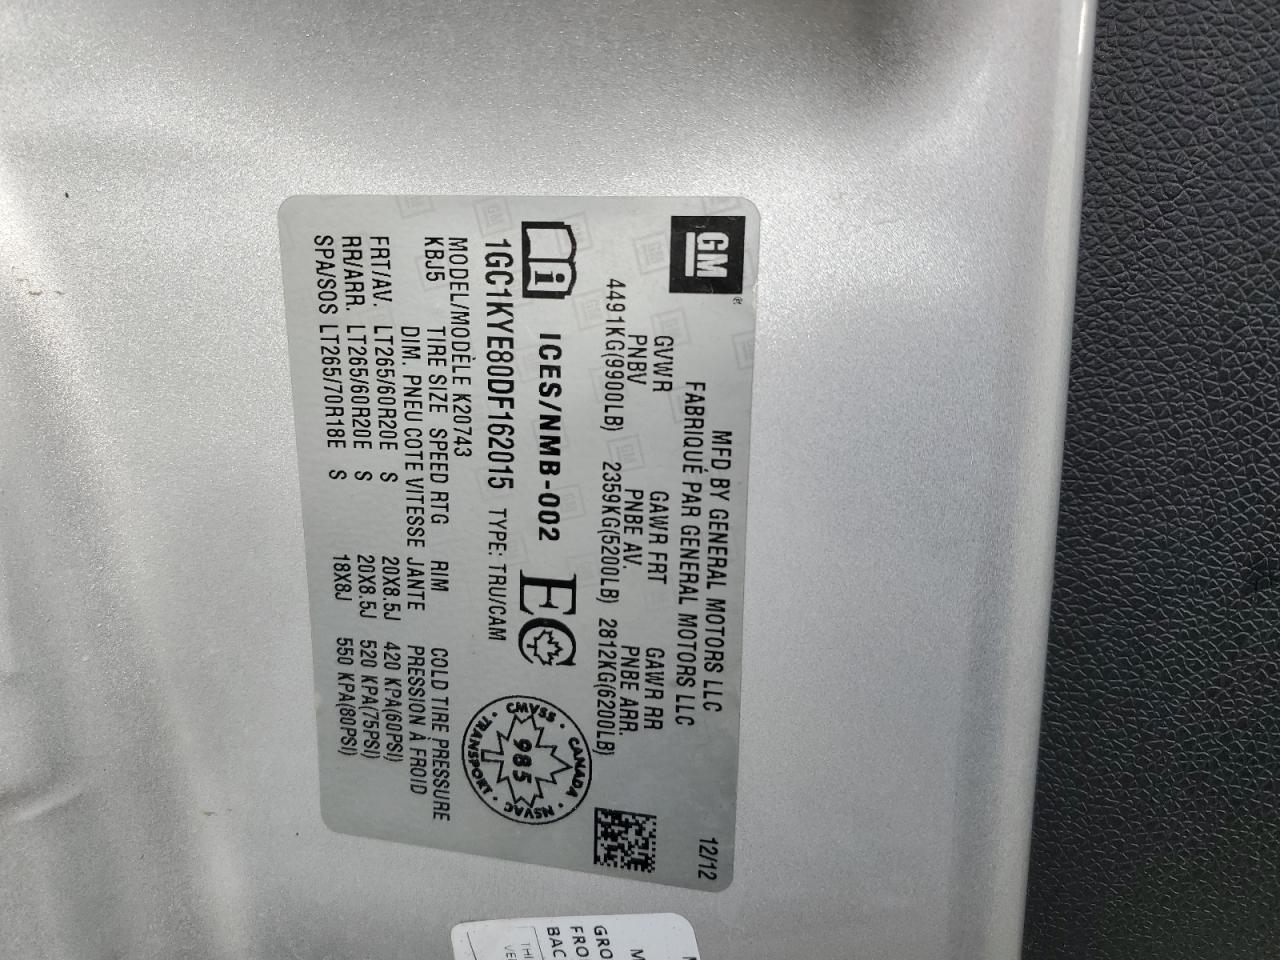 GM®
MFD BY GENERAL MOTORS LLC 12/12
FABRIQUÉ PAR GENERAL MOTORS LLC
GVWR GAWR FRT GAWR RR
PNBV PNBE AV. PNBE ARR.
4491KG(9900LB) 2359KG(5200LB) 2812KG(6200LB)
i ICES/NMB-002 EC
CANADA · TRANSPORT · CMVSS · NSVAC
985
1GC1KYE80DF162015 TYPE: TRU/CAM
MODEL/MODÈLE K20743
KBJ5 TIRE SIZE SPEED RTG RIM COLD TIRE PRESSURE
DIM. PNEU COTE VITESSE JANTE PRESSION À FROID
FRT/AV. LT265/60R20E S 20X8.5J 420 KPA(60PSI)
RR/ARR. LT265/60R20E S 20X8.5J 520 KPA(75PSI)
SPA/SOS LT265/70R18E S 18X8J 550 KPA(80PSI)
GRO
FRO
BAC